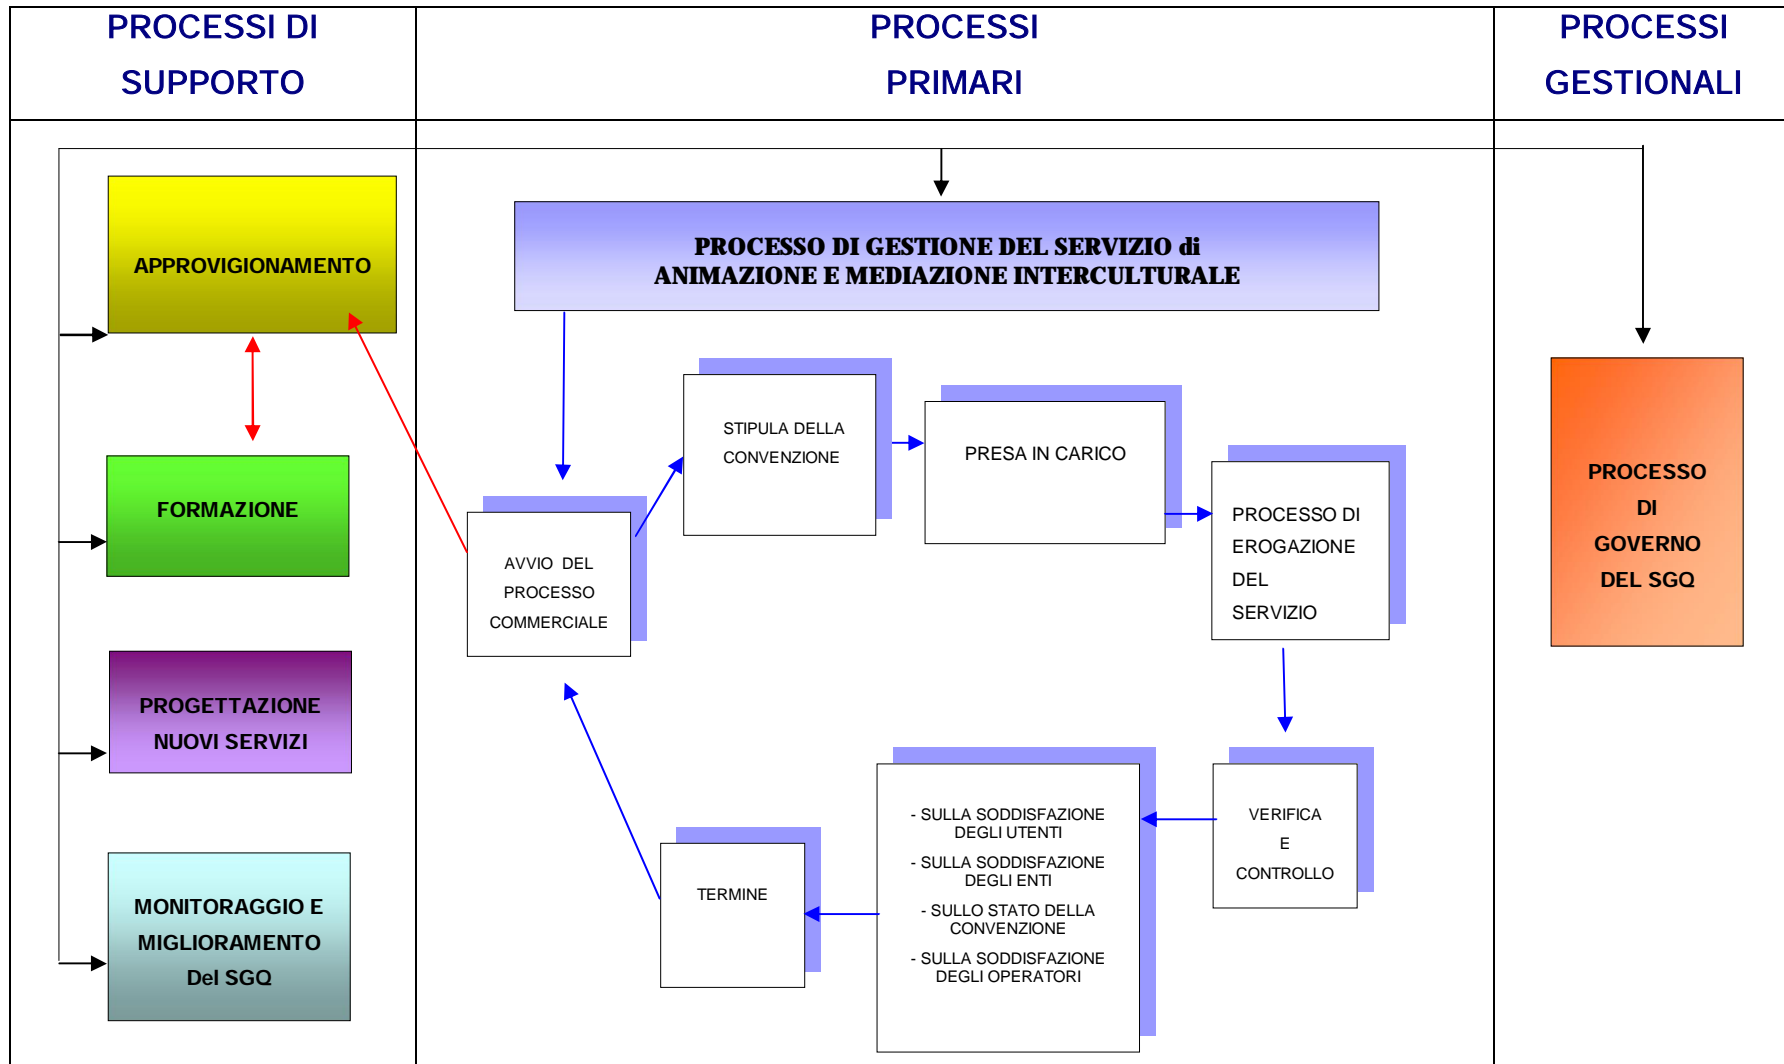 PROCESSI DI
SUPPORTO
PROCESSI
PRIMARI
PROCESSI
GESTIONALI
APPROVIGIONAMENTO
FORMAZIONE
PROGETTAZIONE
NUOVI SERVIZI
MONITORAGGIO E
MIGLIORAMENTO
Del SGQ
PROCESSO DI GESTIONE DEL SERVIZIO di
ANIMAZIONE E MEDIAZIONE INTERCULTURALE
AVVIO DEL
PROCESSO
COMMERCIALE
STIPULA DELLA
CONVENZIONE
PRESA IN CARICO
PROCESSO DI
EROGAZIONE
DEL
SERVIZIO
VERIFICA
E
CONTROLLO
- SULLA SODDISFAZIONE
DEGLI UTENTI
- SULLA SODDISFAZIONE
DEGLI ENTI
- SULLO STATO DELLA
CONVENZIONE
- SULLA SODDISFAZIONE
DEGLI OPERATORI
TERMINE
PROCESSO
DI
GOVERNO
DEL SGQ